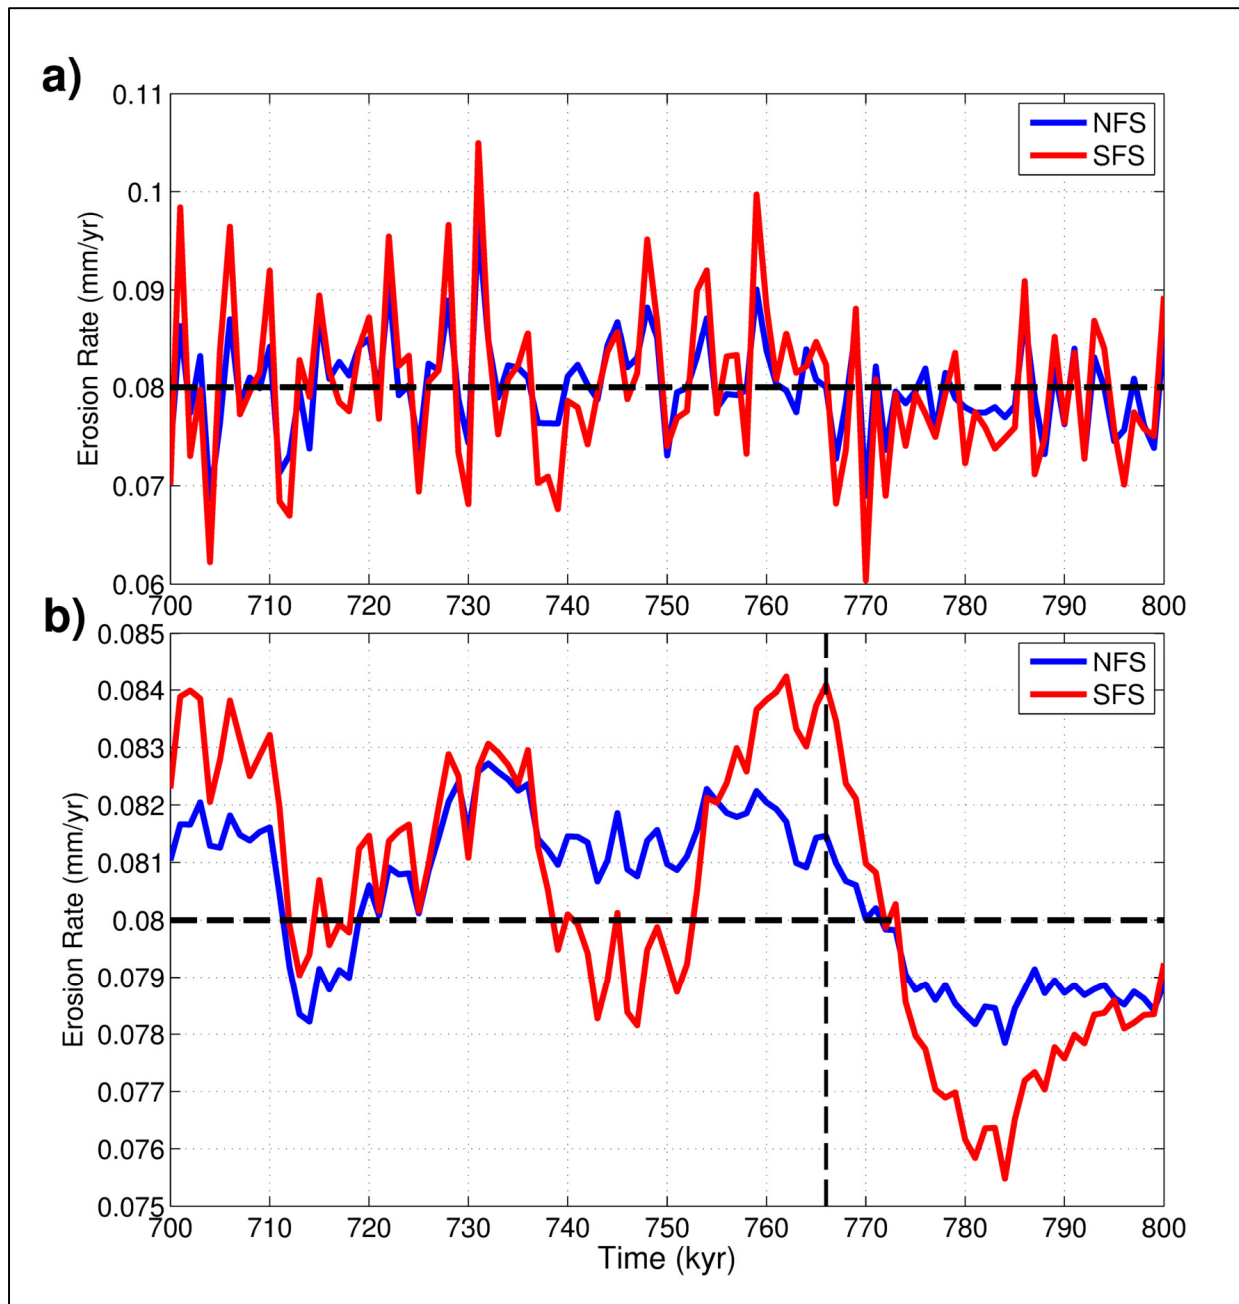 a)
0.11
0.1
0.09
0.08
0.07
0.06
Erosion Rate (mm/yr)
NFS
SFS
700 710 720 730 740 750 760 770 780 790 800
b)
0.085
0.084
0.083
0.082
0.081
0.08
0.079
0.078
0.077
0.076
0.075
Erosion Rate (mm/yr)
NFS
SFS
700 710 720 730 740 750 760 770 780 790 800
Time (kyr)